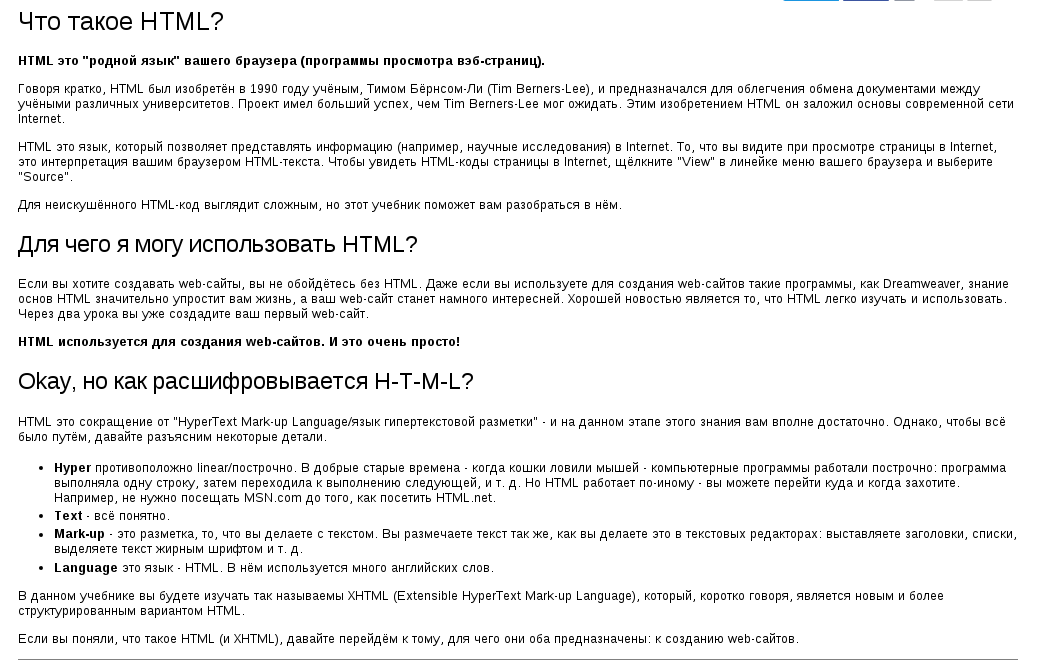 Что такое HTML?
HTML это "родной язык" вашего браузера (программы просмотра вэб-страниц).
Говоря кратко, HTML был изобретён в 1990 году учёным, Тимом Бёрнсом-Ли (Tim Berners-Lee), и предназначался для облегчения обмена документами между
учёными различных университетов. Проект имел больший успех, чем Tim Berners-Lee мог ожидать. Этим изобретением HTML он заложил основы современной сети
Internet.
HTML это язык, который позволяет представлять информацию (например, научные исследования) в Internet. То, что вы видите при просмотре страницы в Internet,
это интерпретация вашим браузером HTML-текста. Чтобы увидеть HTML-коды страницы в Internet, щёлкните "View" в линейке меню вашего браузера и выберите
"Source".
Для неискушённого HTML-код выглядит сложным, но этот учебник поможет вам разобраться в нём.
Для чего я могу использовать HTML?
Если вы хотите создавать web-сайты, вы не обойдётесь без HTML. Даже если вы используете для создания web-сайтов такие программы, как Dreamweaver, знание
основ HTML значительно упростит вам жизнь, а ваш web-сайт станет намного интересней. Хорошей новостью является то, что HTML легко изучать и использовать.
Через два урока вы уже создадите ваш первый web-сайт.
HTML используется для создания web-сайтов. И это очень просто!
Okay, но как расшифровывается H-T-M-L?
HTML это сокращение от "HyperText Mark-up Language/язык гипертекстовой разметки" - и на данном этапе этого знания вам вполне достаточно. Однако, чтобы всё
было путём, давайте разъясним некоторые детали.
• Hyper противоположно linear/построчно. В добрые старые времена - когда кошки ловили мышей - компьютерные программы работали построчно: программа
выполняла одну строку, затем переходила к выполнению следующей, и т. д. Но HTML работает по-иному - вы можете перейти куда и когда захотите.
Например, не нужно посещать MSN.com до того, как посетить HTML.net.
• Text - всё понятно.
• Mark-up - это разметка, то, что вы делаете с текстом. Вы размечаете текст так же, как вы делаете это в текстовых редакторах: выставляете заголовки, списки,
выделяете текст жирным шрифтом и т. д.
• Language это язык - HTML. В нём используется много английских слов.
В данном учебнике вы будете изучать так называемы XHTML (Extensible HyperText Mark-up Language), который, коротко говоря, является новым и более
структурированным вариантом HTML.
Если вы поняли, что такое HTML (и XHTML), давайте перейдём к тому, для чего они оба предназначены: к созданию web-сайтов.